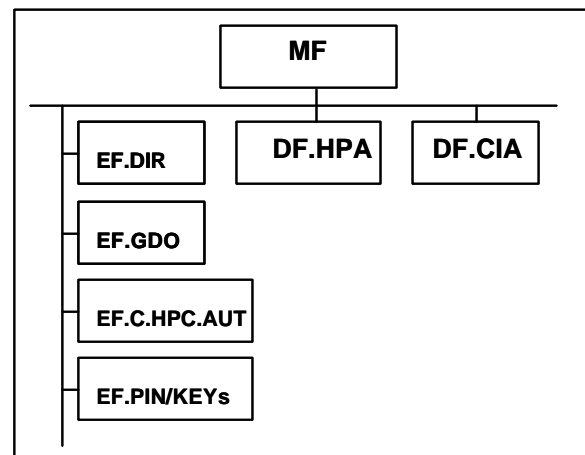 MF
DF.HPA
DF.CIA
EF.DIR
EF.GDO
EF.C.HPC.AUT
EF.PIN/KEYs